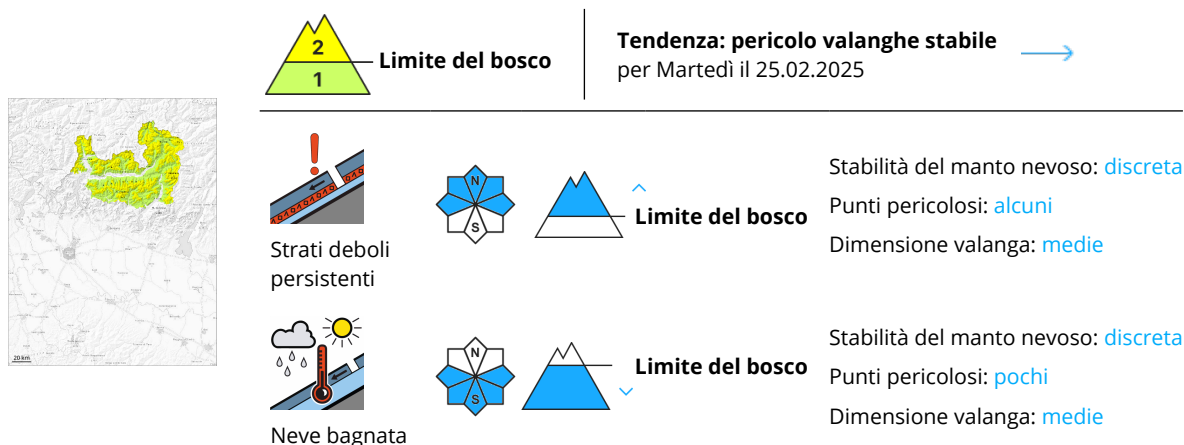 2
1
Limite del bosco
Tendenza: pericolo valanghe stabile
per Martedì il 25.02.2025
20 km
N
S
Limite del bosco
Strati deboli
persistenti
Stabilità del manto nevoso: discreta
Punti pericolosi: alcuni
Dimensione valanga: medie
N
S
Limite del bosco
Neve bagnata
Stabilità del manto nevoso: discreta
Punti pericolosi: pochi
Dimensione valanga: medie